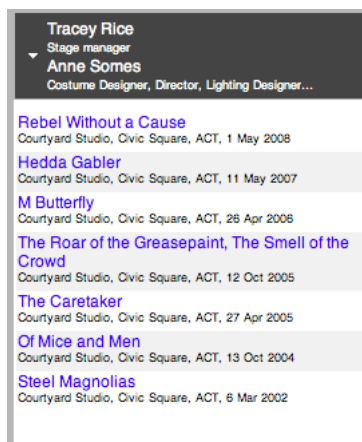 Tracey Rice
Stage manager
Anne Somes
Costume Designer, Director, Lighting Designer...
Rebel Without a Cause
Courtyard Studio, Civic Square, ACT, 1 May 2008
Hedda Gabler
Courtyard Studio, Civic Square, ACT, 11 May 2007
M Butterfly
Courtyard Studio, Civic Square, ACT, 26 Apr 2006
The Roar of the Greasepaint, The Smell of the
Crowd
Courtyard Studio, Civic Square, ACT, 12 Oct 2005
The Caretaker
Courtyard Studio, Civic Square, ACT, 27 Apr 2005
Of Mice and Men
Courtyard Studio, Civic Square, ACT, 13 Oct 2004
Steel Magnolias
Courtyard Studio, Civic Square, ACT, 6 Mar 2002